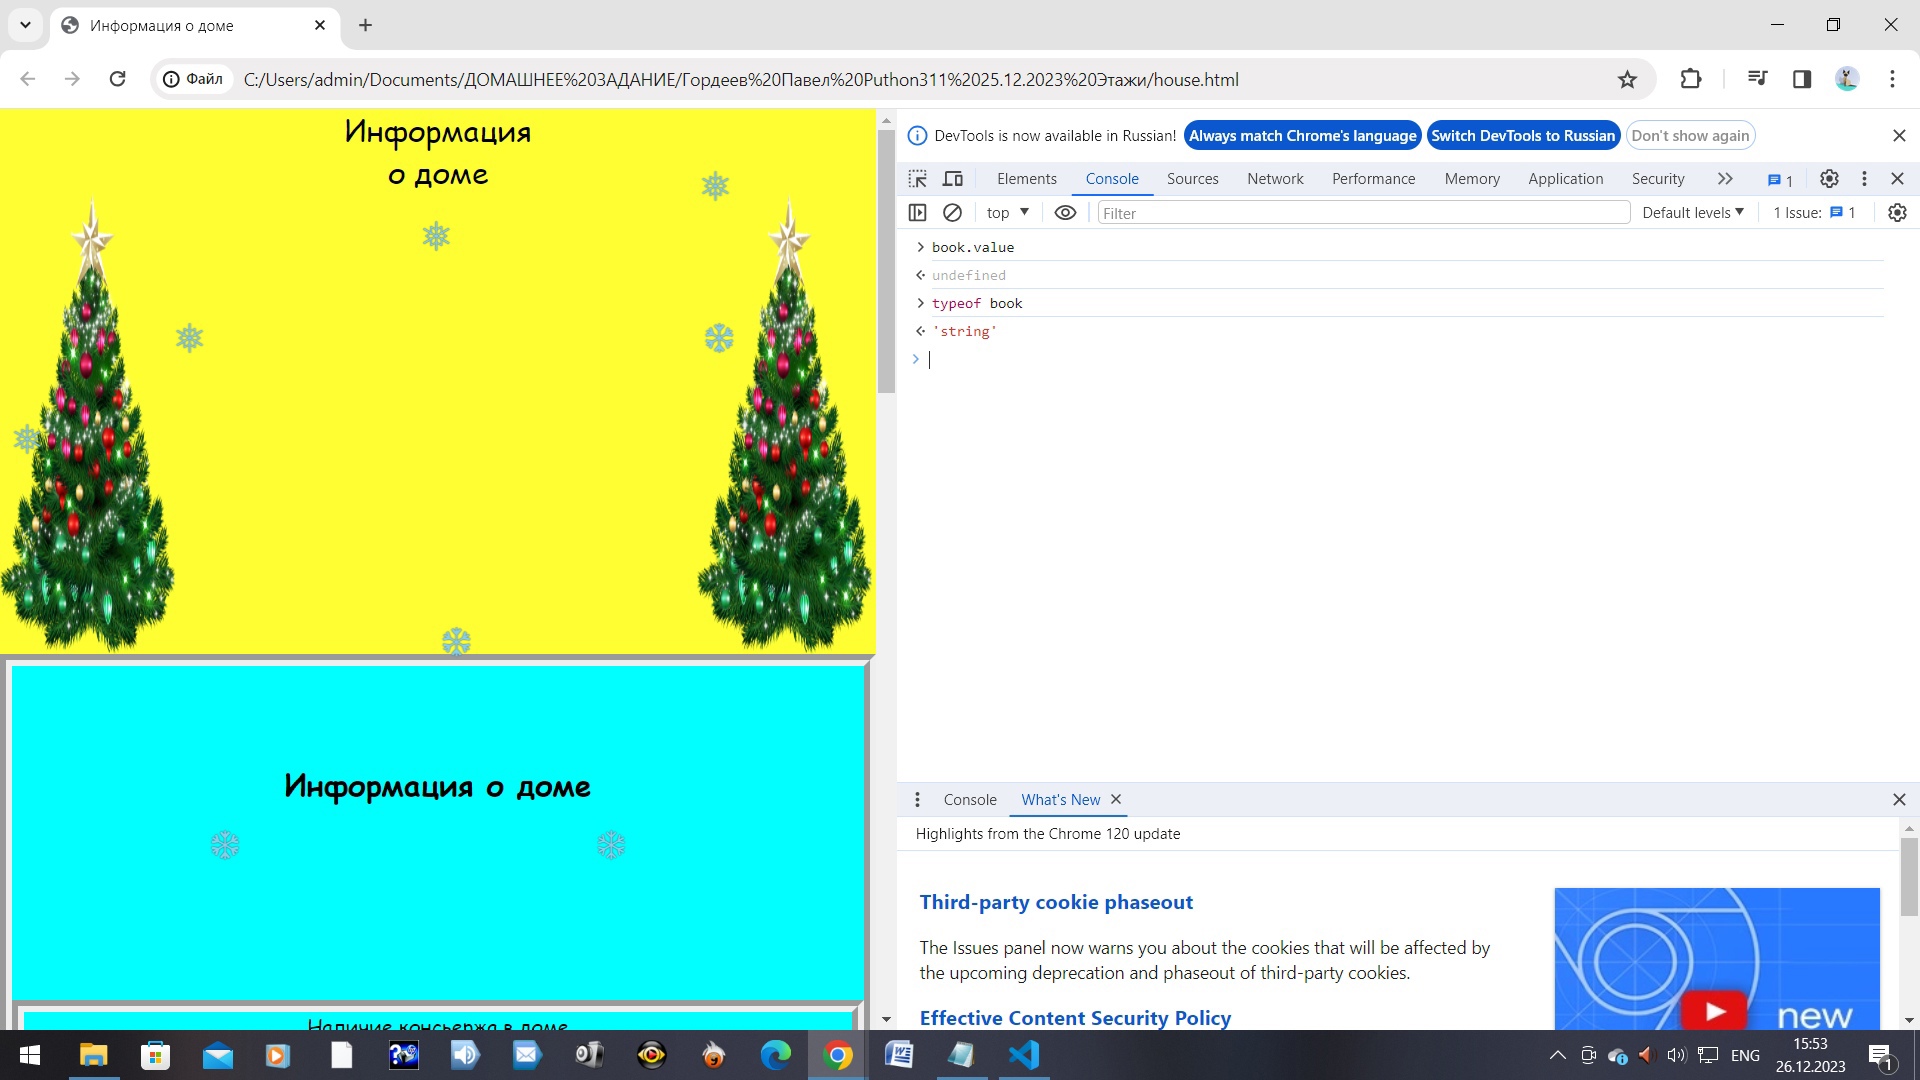 Информация о доме
Файл
C:/Users/admin/Documents/ДОМАШНЕЕ%20ЗАДАНИЕ/Гордеев%20Павел%20Puthon311%2025.12.2023%20Этажи/house.html
Информация
о доме
Информация о доме
Наличие консьержа в доме
DevTools is now available in Russian!
Always match Chrome's language
Switch DevTools to Russian
Don't show again
Elements
Console
Sources
Network
Performance
Memory
Application
Security
1
top
Filter
Default levels
1 Issue:
1
book.value
undefined
typeof book
'string'
Console
What's New
Highlights from the Chrome 120 update
Third-party cookie phaseout
The Issues panel now warns you about the cookies that will be affected by
the upcoming deprecation and phaseout of third-party cookies.
Effective Content Security Policy
new
ENG
15:53
26.12.2023
1